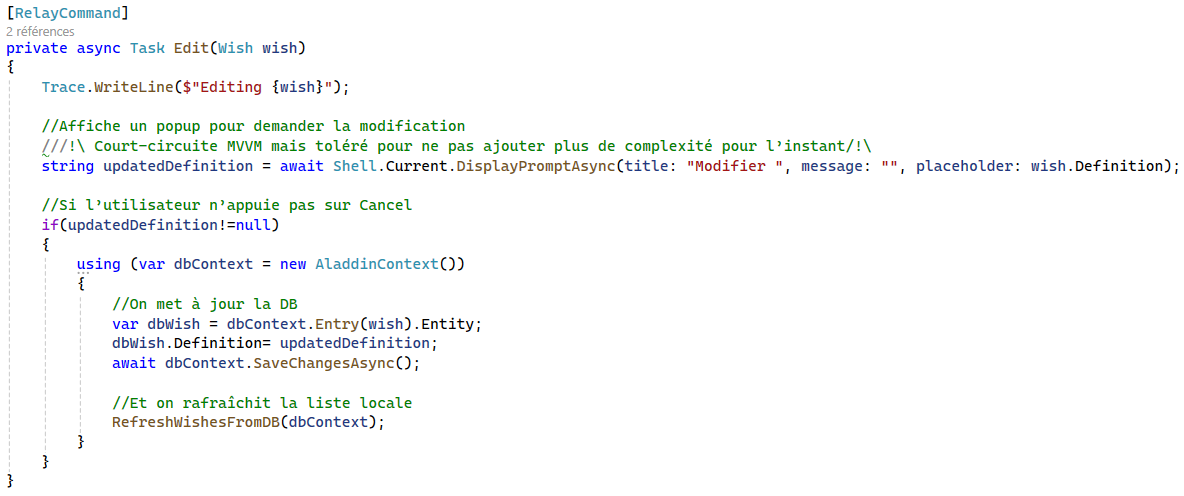 [RelayCommand]
2 références
private async Task Edit(Wish wish)
{
Trace.WriteLine($"Editing {wish}");
//Affiche un popup pour demander la modification
///!\ Court-circuite MVVM mais toléré pour ne pas ajouter plus de complexité pour l'instant/!\
string updatedDefinition = await Shell.Current.DisplayPromptAsync(title: "Modifier ", message: "", placeholder: wish.Definition);
//Si l'utilisateur n'appuie pas sur Cancel
if(updatedDefinition!=null)
{
using (var dbContext = new AladdinContext())
{
//On met à jour la DB
var dbWish = dbContext.Entry(wish).Entity;
dbWish.Definition= updatedDefinition;
await dbContext.SaveChangesAsync();
//Et on rafraîchit la liste locale
RefreshWishesFromDB(dbContext);
}
}
}